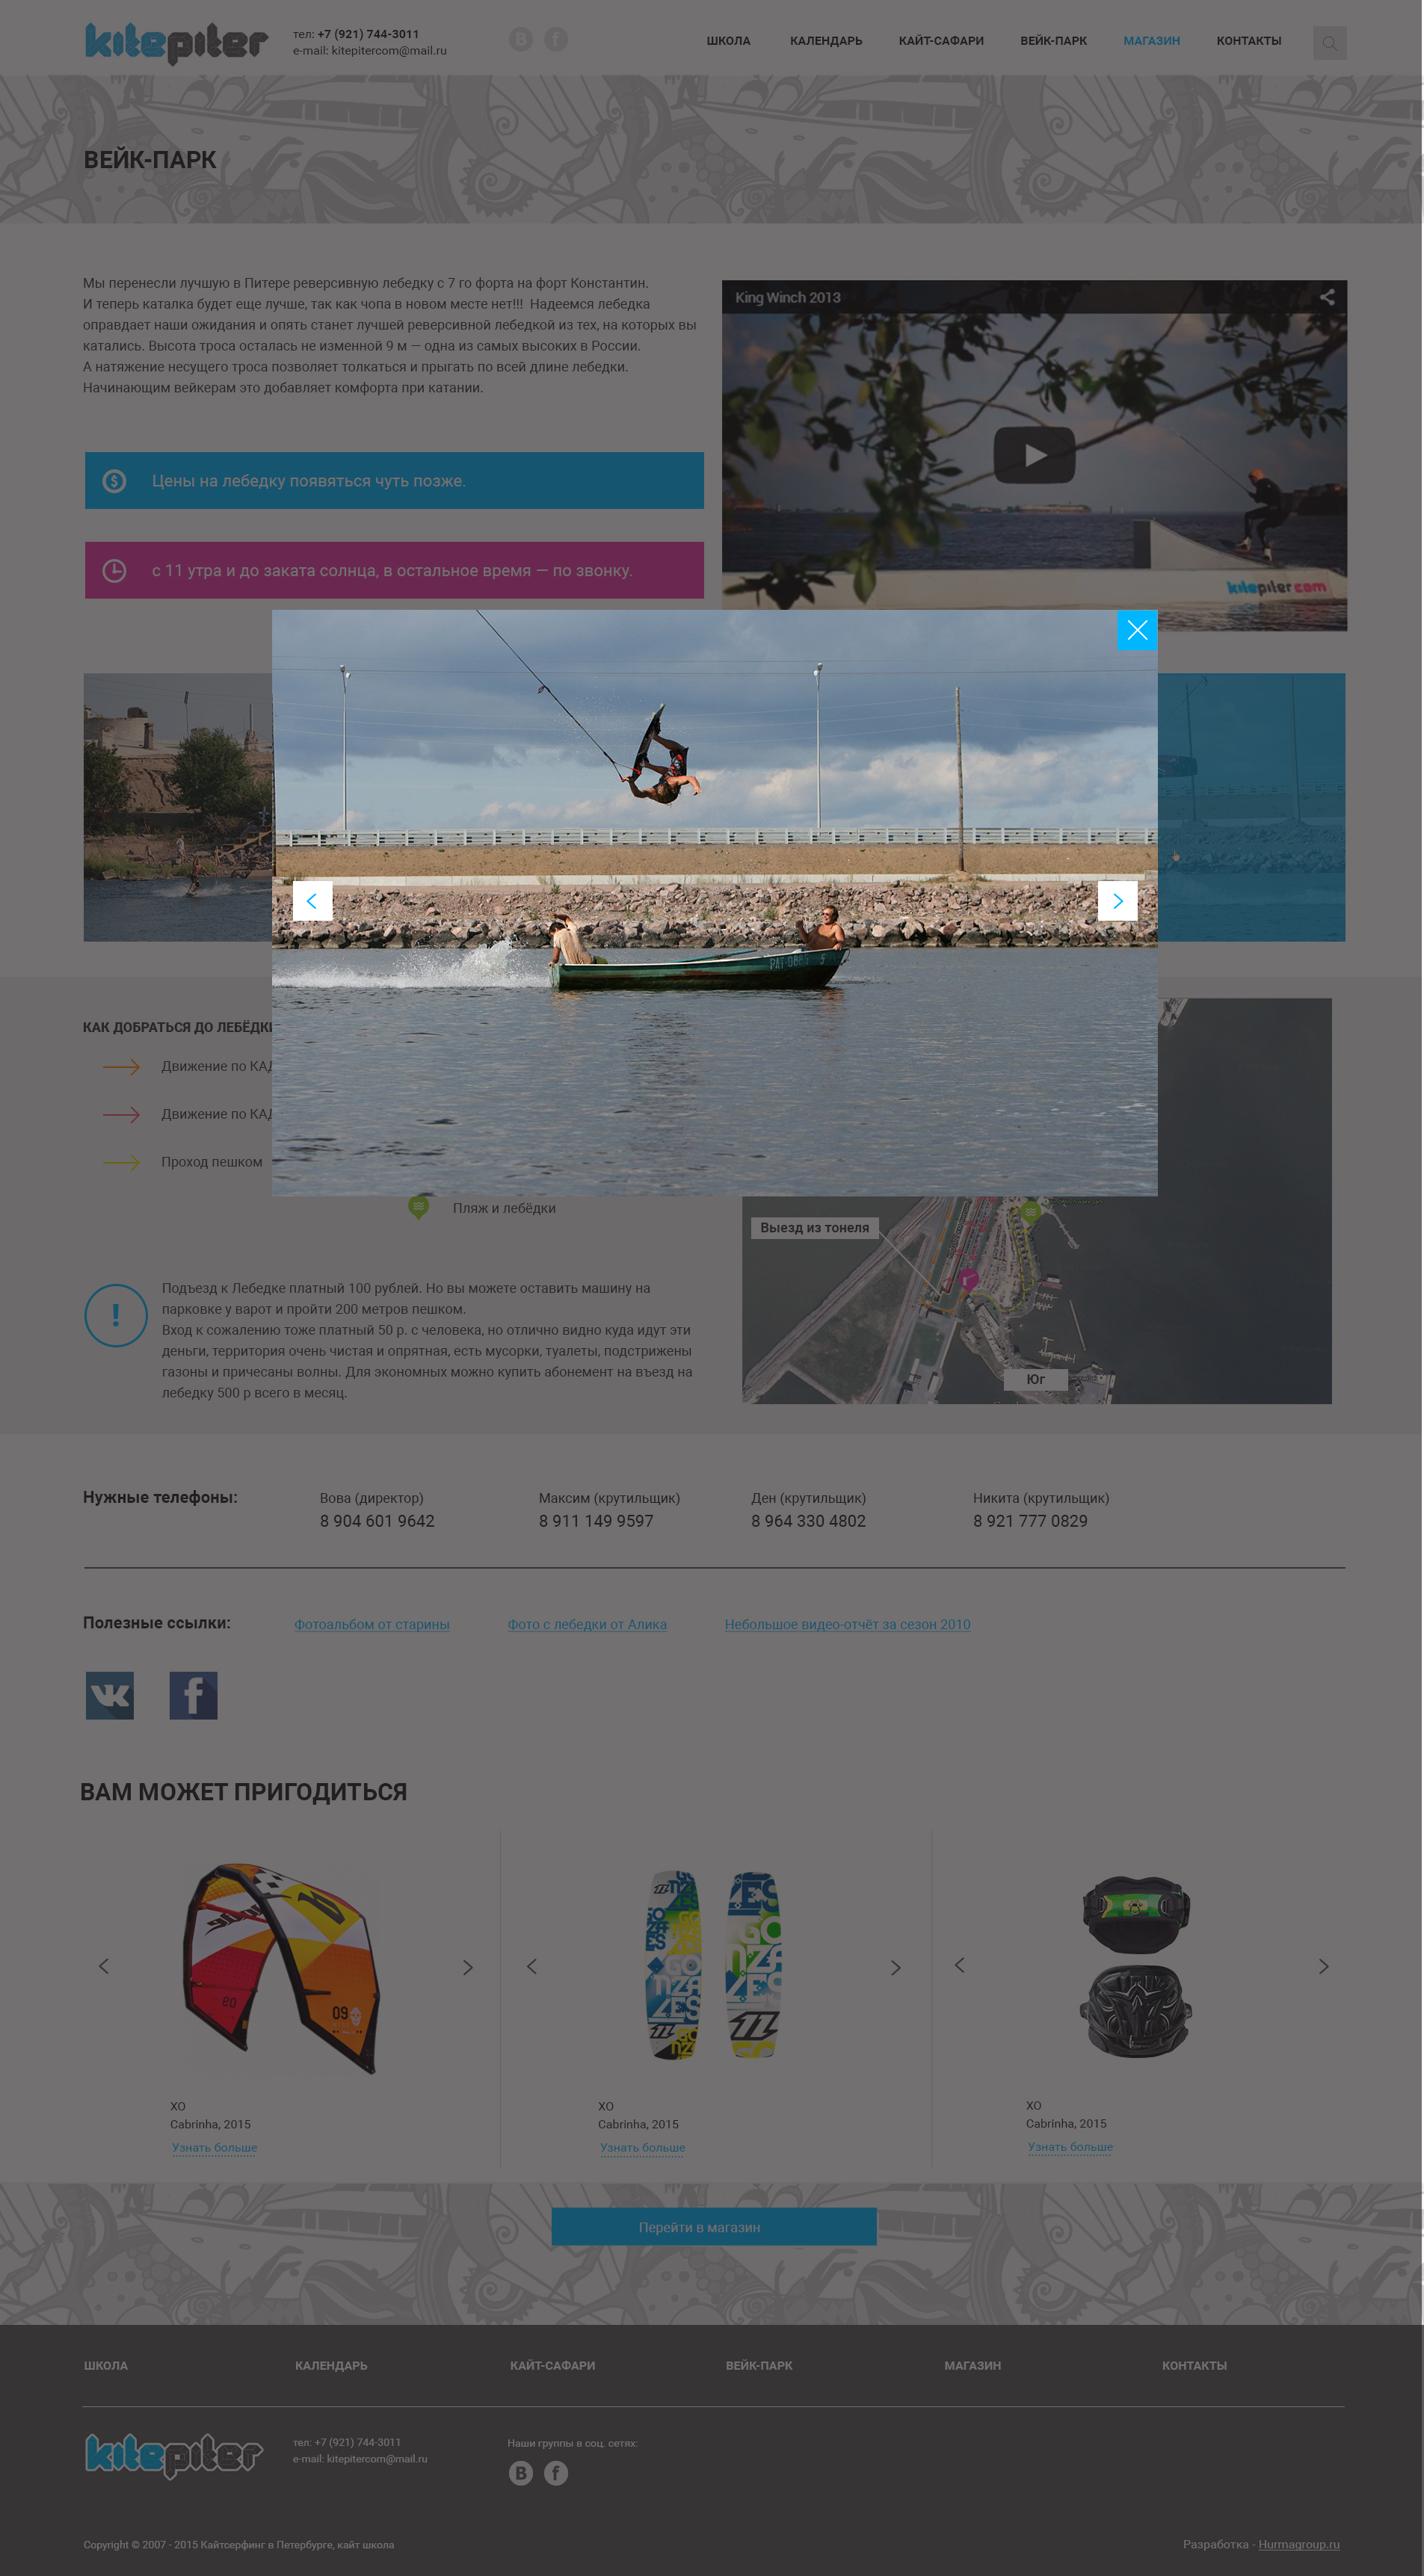 kitepiter
тел: +7 (921) 744-3011
e-mail: kitepitercom@mail.ru
B f
ШКОЛА КАЛЕНДАРЬ КАЙТ-САФАРИ ВЕЙК-ПАРК МАГАЗИН КОНТАКТЫ
ВЕЙК-ПАРК
Мы перенесли лучшую в Питере реверсивную лебедку с 7 го форта на форт Константин.
И теперь каталка будет еще лучше, так как чопа в новом месте нет!!! Надеемся лебедка
оправдает наши ожидания и опять станет лучшей реверсивной лебедкой из тех, на которых вы
катались. Высота троса осталась не изменной 9 м — одна из самых высоких в России.
А натяжение несущего троса позволяет толкаться и прыгать по всей длине лебедки.
Начинающим вейкерам это добавляет комфорта при катании.
King Winch 2013
kitepiter.com
Цены на лебедку появяться чуть позже.
с 11 утра и до заката солнца, в остальное время — по звонку.
КАК ДОБРАТЬСЯ ДО ЛЕБЁДКИ
Движение по КАД
Движение по КАД
Проход пешком
Пляж и лебёдки
Выезд из тонеля
Юг
!
Подъезд к Лебедке платный 100 рублей. Но вы можете оставить машину на
парковке у варот и пройти 200 метров пешком.
Вход к сожалению тоже платный 50 р. с человека, но отлично видно куда идут эти
деньги, территория очень чистая и опрятная, есть мусорки, туалеты, подстрижены
газоны и причесаны волны. Для экономных можно купить абонемент на въезд на
лебедку 500 р всего в месяц.
Нужные телефоны:
Вова (директор) Максим (крутильщик) Ден (крутильщик) Никита (крутильщик)
8 904 601 9642 8 911 149 9597 8 964 330 4802 8 921 777 0829
Полезные ссылки:
Фотоальбом от старины Фото с лебедки от Алика Небольшое видео-отчёт за сезон 2010
f
ВАМ МОЖЕТ ПРИГОДИТЬСЯ
09
GONZALES
XO
Cabrinha, 2015
Узнать больше
XO
Cabrinha, 2015
Узнать больше
XO
Cabrinha, 2015
Узнать больше
Перейти в магазин
ШКОЛА КАЛЕНДАРЬ КАЙТ-САФАРИ ВЕЙК-ПАРК МАГАЗИН КОНТАКТЫ
kitepiter
тел: +7 (921) 744-3011
e-mail: kitepitercom@mail.ru
Наши группы в соц. сетях:
B f
Copyright © 2007 - 2015 Кайтсерфинг в Петербурге, кайт школа
Разработка - Hurmagroup.ru